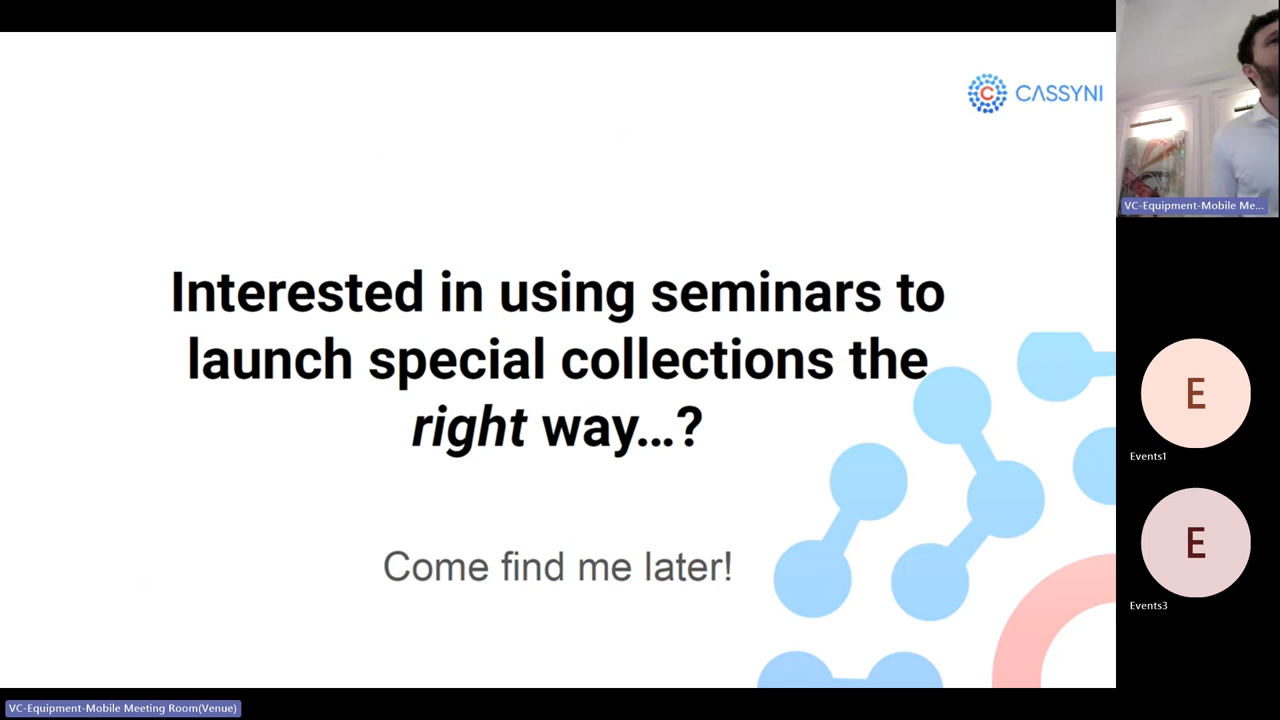 CASSYNI
Interested in using seminars to
launch special collections the
right way...?
Come find me later!
VC-Equipment-Mobile Me...
E
Events1
E
Events3
VC-Equipment-Mobile Meeting Room(Venue)